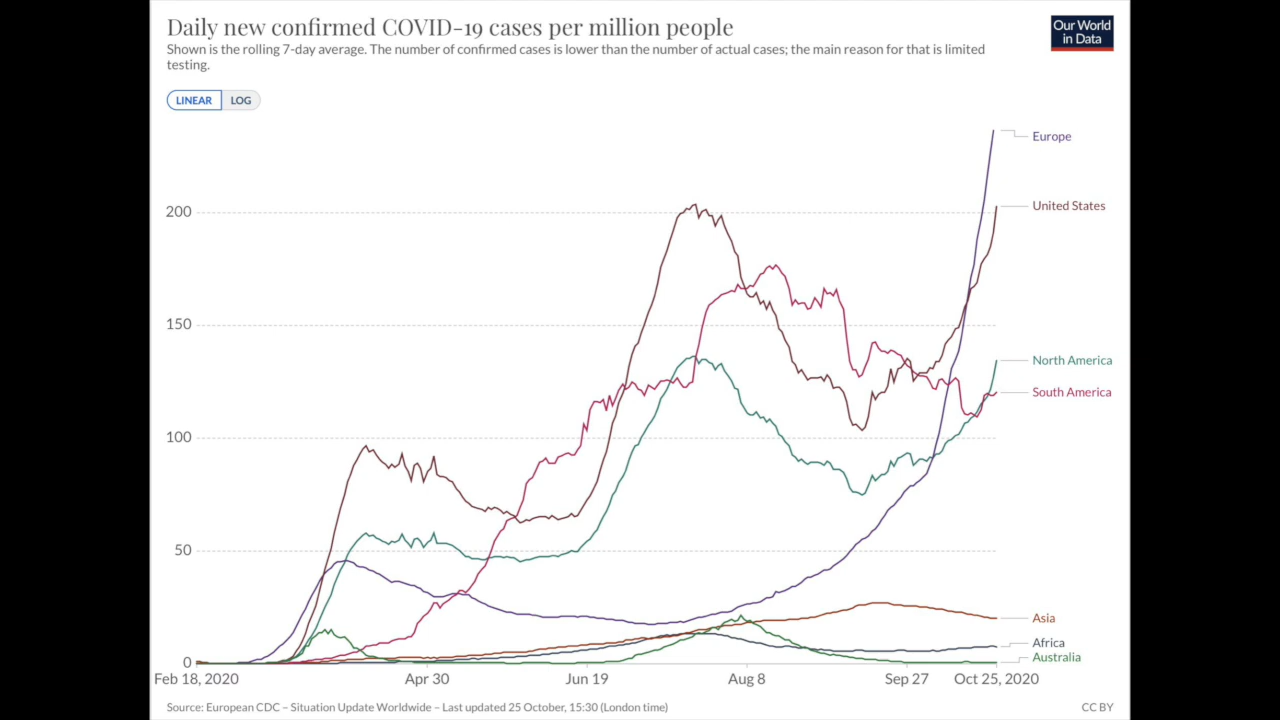 Daily new confirmed COVID-19 cases per million people
Shown is the rolling 7-day average. The number of confirmed cases is lower than the number of actual cases; the main reason for that is limited
testing.
Our World
in Data
LINEAR LOG
Europe
200
United States
150
North America
South America
100
50
Asia
Africa
Australia
0
Feb 18, 2020 Apr 30 Jun 19 Aug 8 Sep 27 Oct 25, 2020
Source: European CDC – Situation Update Worldwide – Last updated 25 October, 15:30 (London time) CC BY